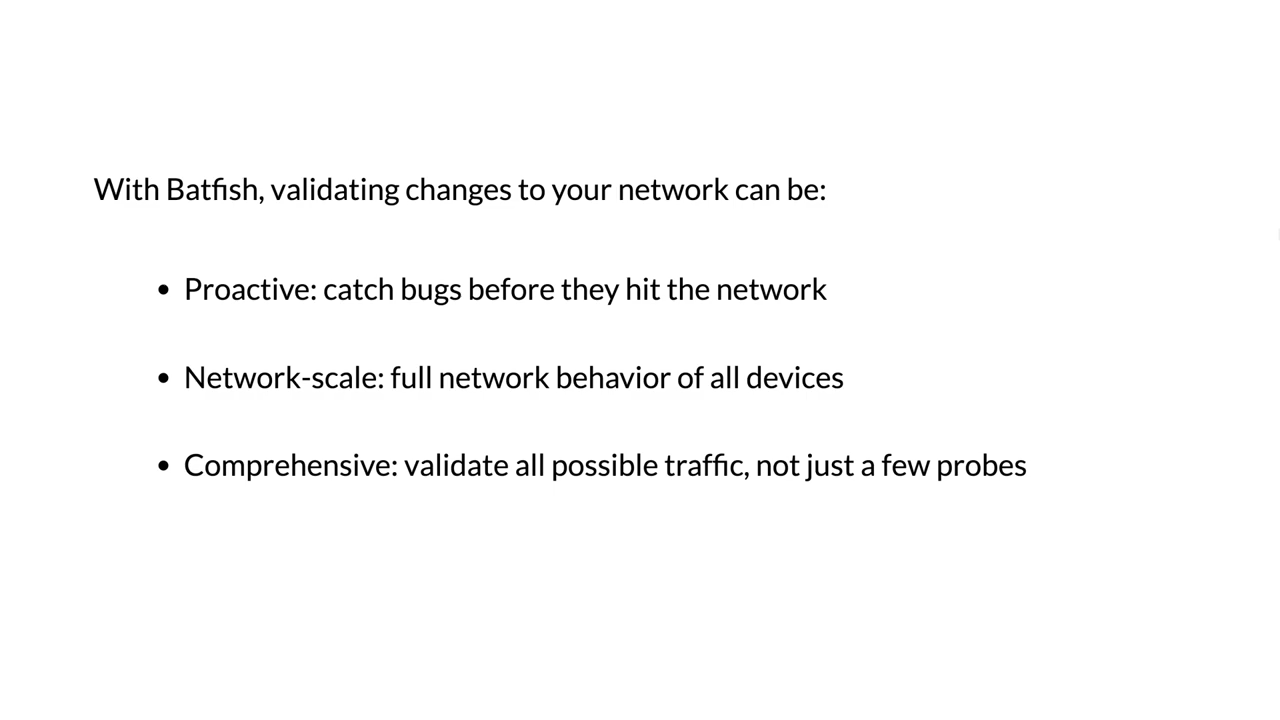 With Batfish, validating changes to your network can be:
• Proactive: catch bugs before they hit the network
• Network-scale: full network behavior of all devices
• Comprehensive: validate all possible traffic, not just a few probes